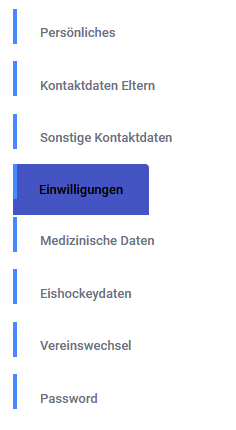 Persönliches
Kontaktdaten Eltern
Sonstige Kontaktdaten
Einwilligungen
Medizinische Daten
Eishockeydaten
Vereinswechsel
Password